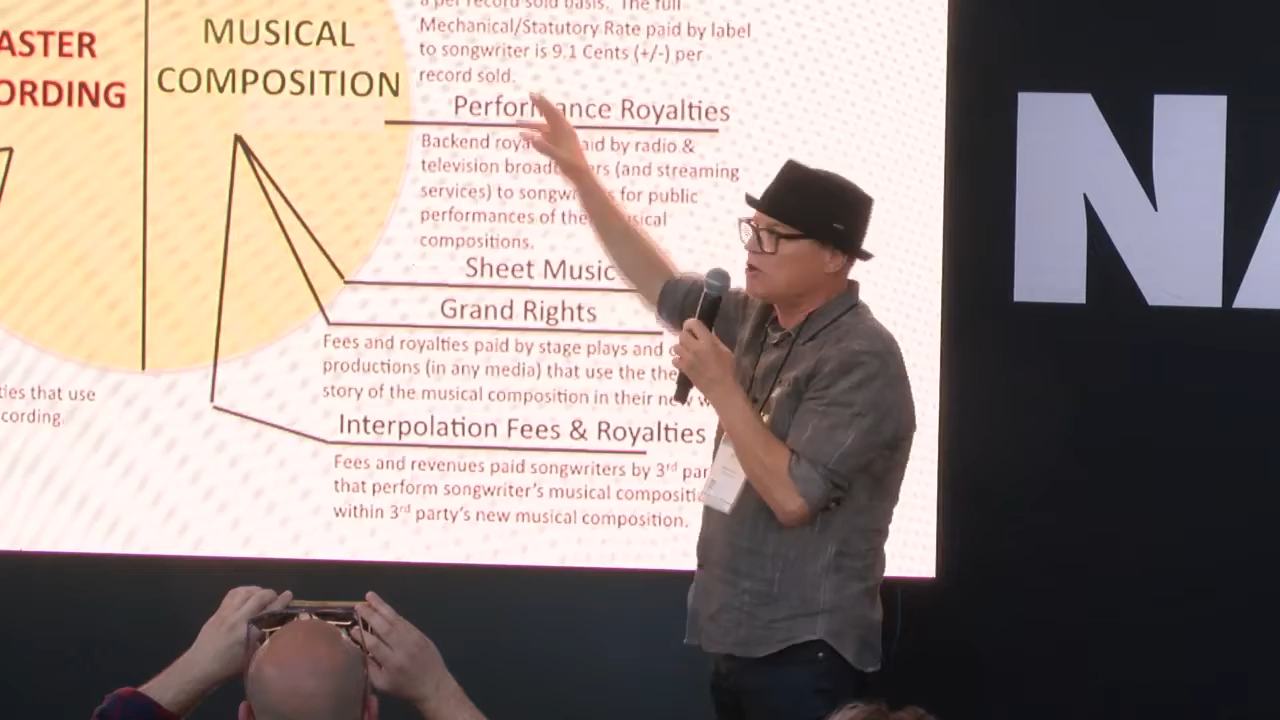 ASTER
ORDING
MUSICAL
COMPOSITION
a per record sold basis. The full
Mechanical/Statutory Rate paid by label
to songwriter is 9.1 Cents (+/-) per
record sold.
Performance Royalties
Backend roya aid by radio &
television broad rs (and streaming
services) to songw s for public
performances of the sical
compositions.
Sheet Music
Grand Rights
Fees and royalties paid by stage plays and
productions (in any media) that use the the
story of the musical composition in their new w
Interpolation Fees & Royalties
Fees and revenues paid songwriters by 3rd par
that perform songwriter's musical compositi
within 3rd party's new musical composition.
ties that use
cording.
NA